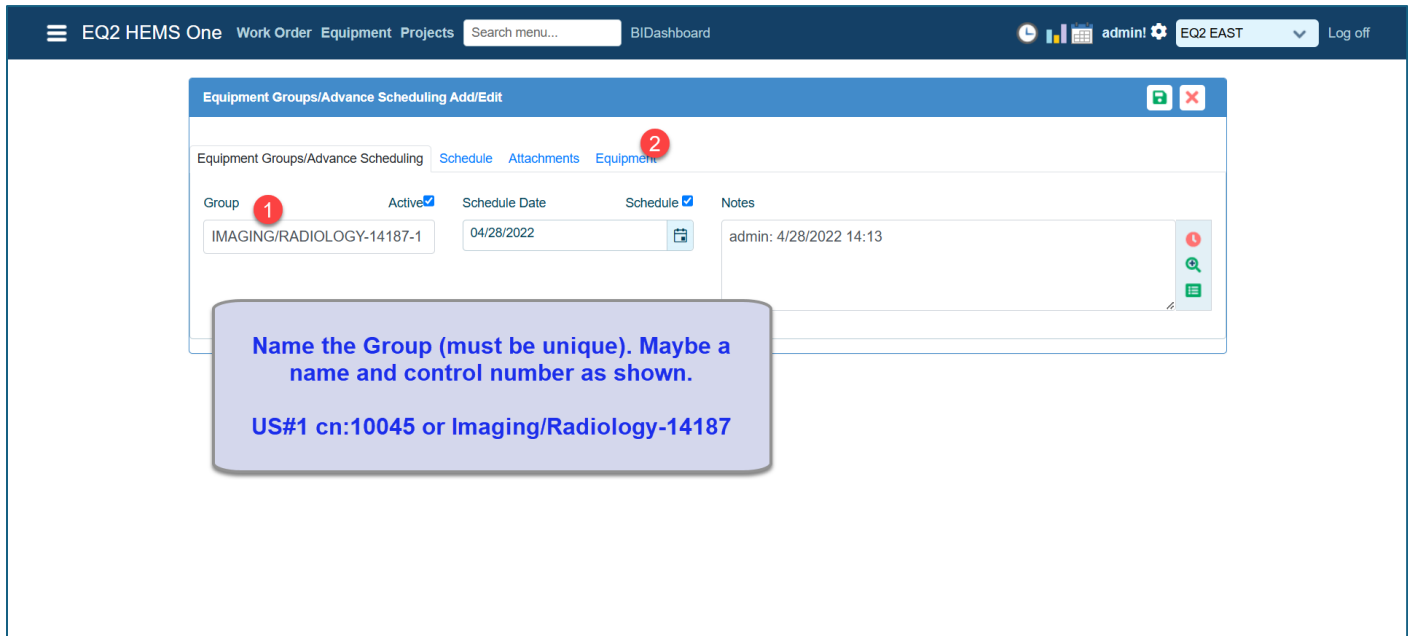 EQ2 HEMS One Work Order Equipment Projects Search menu... BIDashboard admin! EQ2 EAST Log off
Equipment Groups/Advance Scheduling Add/Edit
2
Equipment Groups/Advance Scheduling Schedule Attachments Equipment
Group Active Schedule Date Schedule Notes
1
IMAGING/RADIOLOGY-14187-1 04/28/2022 admin: 4/28/2022 14:13
Name the Group (must be unique). Maybe a
name and control number as shown.
US#1 cn:10045 or Imaging/Radiology-14187